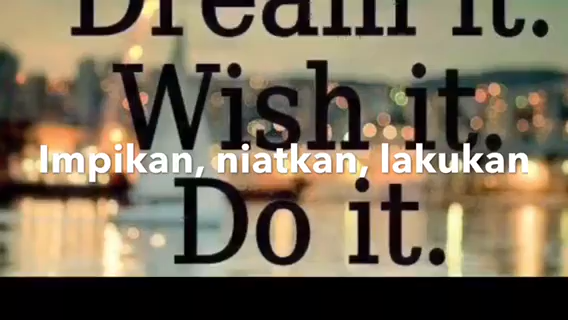 Dream it.
Wish it.
Impikan, niatkan, lakukan
Do it.